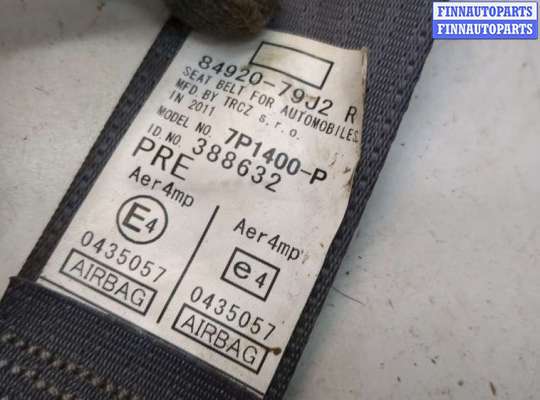 FINNAUTOPARTS
FINNAUTOPARTS
84920-79J2 R
SEAT BELT FOR AUTOMOBILES
MFD BY TRCZ s.r.o.
IN 2011
MODEL NO. 7P1400-P
ID.NO. 388632
PRE
Aer4mp
E4
0435057
AIRBAG
Aer4mp
e4
0435057
AIRBAG